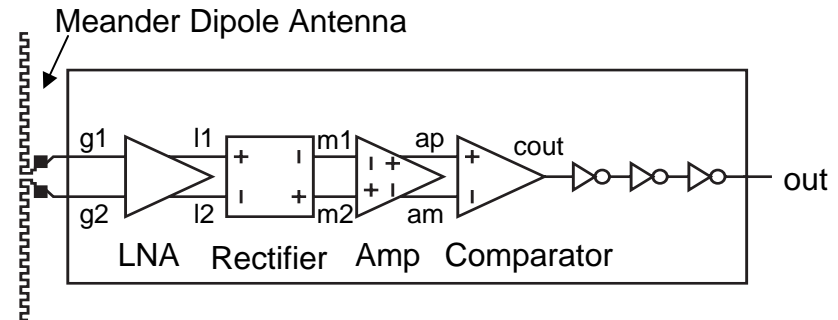 Meander Dipole Antenna
g1 l1 m1 ap cout
+ - - + +
out
- + + - -
g2 l2 m2 am
LNA Rectifier Amp Comparator